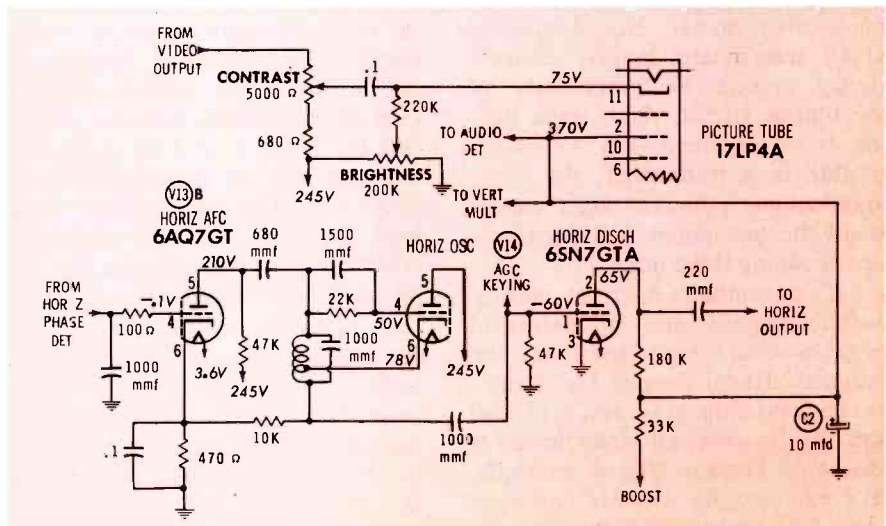 FROM
VIDEO
OUTPUT
CONTRAST
5000 Ω
.1
220K
680 Ω
BRIGHTNESS
200K
245V
75V
11
TO AUDIO
DET
370V
2
10
6
PICTURE TUBE
17LP4A
TO VERT
MULT
V13 B
HORIZ AFC
6AQ7GT
210V
5
680
mmf
1500
mmf
HORIZ OSC
5
V14
AGC
KEYING
HORIZ DISCH
6SN7GTA
2
65V
220
mmf
TO
HORIZ
OUTPUT
FROM
HOR Z
PHASE
DET
-.1V
100Ω
4
6
3.6V
1000
mmf
47K
245V
22K
4
50V
1000
mmf
78V
6
245V
-60V
1
3
47K
180 K
33K
C2
10 mfd
.1
470 Ω
10K
1000
mmf
BOOST